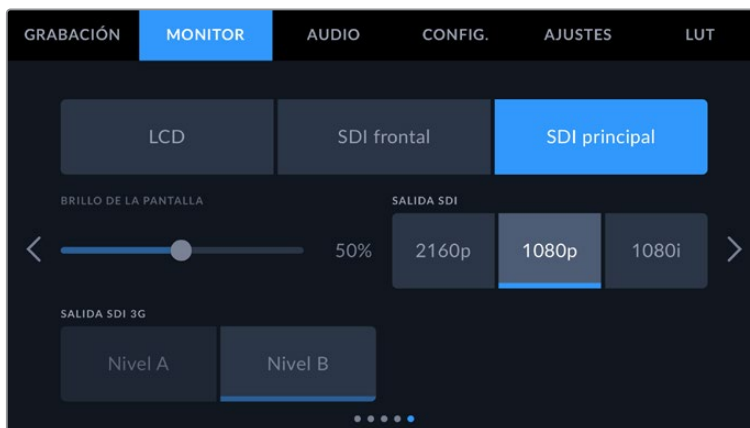 GRABACIÓN MONITOR AUDIO CONFIG. AJUSTES LUT
LCD SDI frontal SDI principal
BRILLO DE LA PANTALLA SALIDA SDI
50% 2160p 1080p 1080i
SALIDA SDI 3G
Nivel A Nivel B